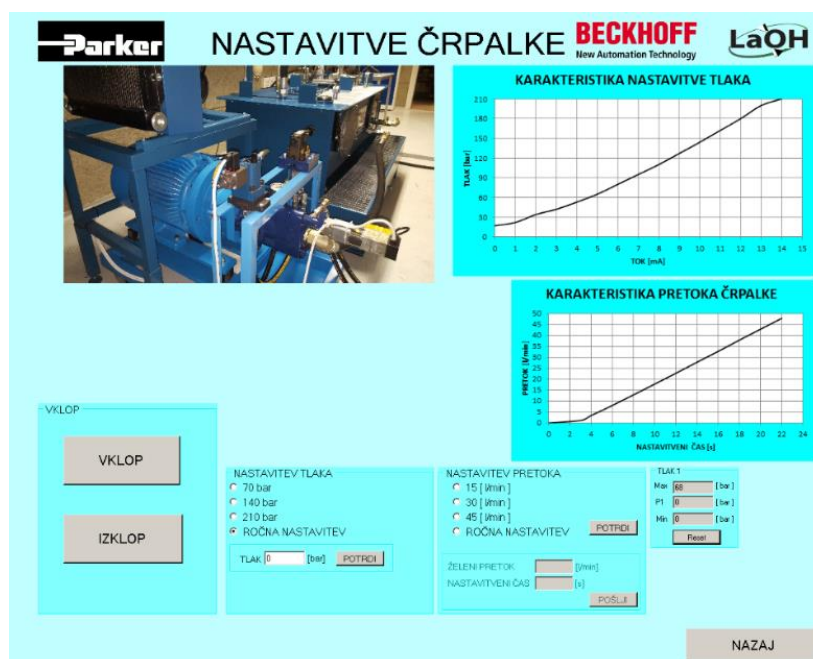 Parker
NASTAVITVE ČRPALKE
BECKHOFF
New Automation Technology
LaOH
KARAKTERISTIKA NASTAVITVE TLAKA
TLAK [bar]
210
180
150
120
90
60
30
0
0 1 2 3 4 5 6 7 8 9 10 11 12 13 14 15
TOK [mA]
KARAKTERISTIKA PRETOKA ČRPALKE
PRETOK [l/min]
50
45
40
35
30
25
20
15
10
5
0
0 2 4 6 8 10 12 14 16 18 20 22 24
NASTAVITVENI ČAS [s]
VKLOP
VKLOP
IZKLOP
NASTAVITEV TLAKA
70 bar
140 bar
210 bar
ROČNA NASTAVITEV
TLAK 0 [bar] POTRDI
NASTAVITEV PRETOKA
15 [ l/min ]
30 [ l/min ]
45 [ l/min ]
ROČNA NASTAVITEV POTRDI
ŽELENI PRETOK [l/min]
NASTAVITVENI ČAS [s]
POŠLJI
TLAK 1
Max 68 [ bar ]
P1 0 [ bar ]
Min 0 [ bar ]
Reset
NAZAJ